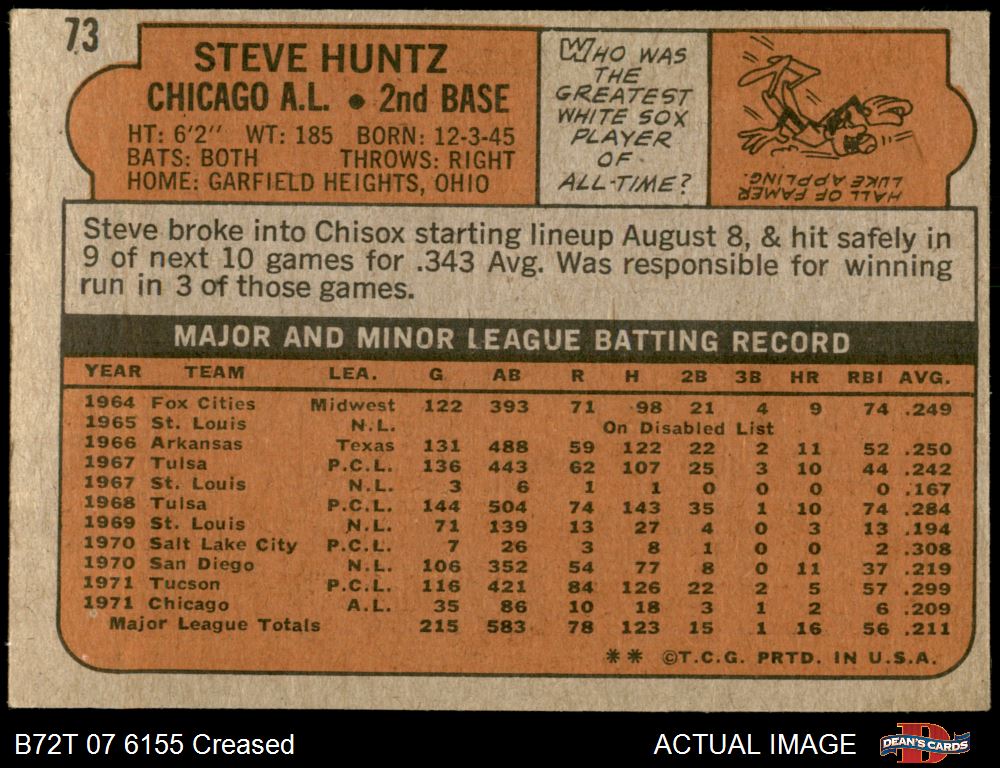 73
STEVE HUNTZ
CHICAGO A.L. • 2nd BASE
HT: 6'2" WT: 185 BORN: 12-3-45
BATS: BOTH THROWS: RIGHT
HOME: GARFIELD HEIGHTS, OHIO
WHO WAS
THE
GREATEST
WHITE SOX
PLAYER
OF
ALL-TIME?
HALL OF FAMER
LUKE APPLING.
Steve broke into Chisox starting lineup August 8, & hit safely in
9 of next 10 games for .343 Avg. Was responsible for winning
run in 3 of those games.
MAJOR AND MINOR LEAGUE BATTING RECORD
YEAR TEAM LEA. G AB R H 2B 3B HR RBI AVG.
1964 Fox Cities Midwest 122 393 71 98 21 4 9 74 .249
1965 St. Louis N.L. On Disabled List
1966 Arkansas Texas 131 488 59 122 22 2 11 52 .250
1967 Tulsa P.C.L. 136 443 62 107 25 3 10 44 .242
1967 St. Louis N.L. 3 6 1 1 0 0 0 0 .167
1968 Tulsa P.C.L. 144 504 74 143 35 1 10 74 .284
1969 St. Louis N.L. 71 139 13 27 4 0 3 13 .194
1970 Salt Lake City P.C.L. 7 26 3 8 1 0 0 2 .308
1970 San Diego N.L. 106 352 54 77 8 0 11 37 .219
1971 Tucson P.C.L. 116 421 84 126 22 2 5 57 .299
1971 Chicago A.L. 35 86 10 18 3 1 2 6 .209
Major League Totals 215 583 78 123 15 1 16 56 .211
** ©T.C.G. PRTD. IN U.S.A.
B72T 07 6155 Creased
ACTUAL IMAGE
DEAN'S CARDS